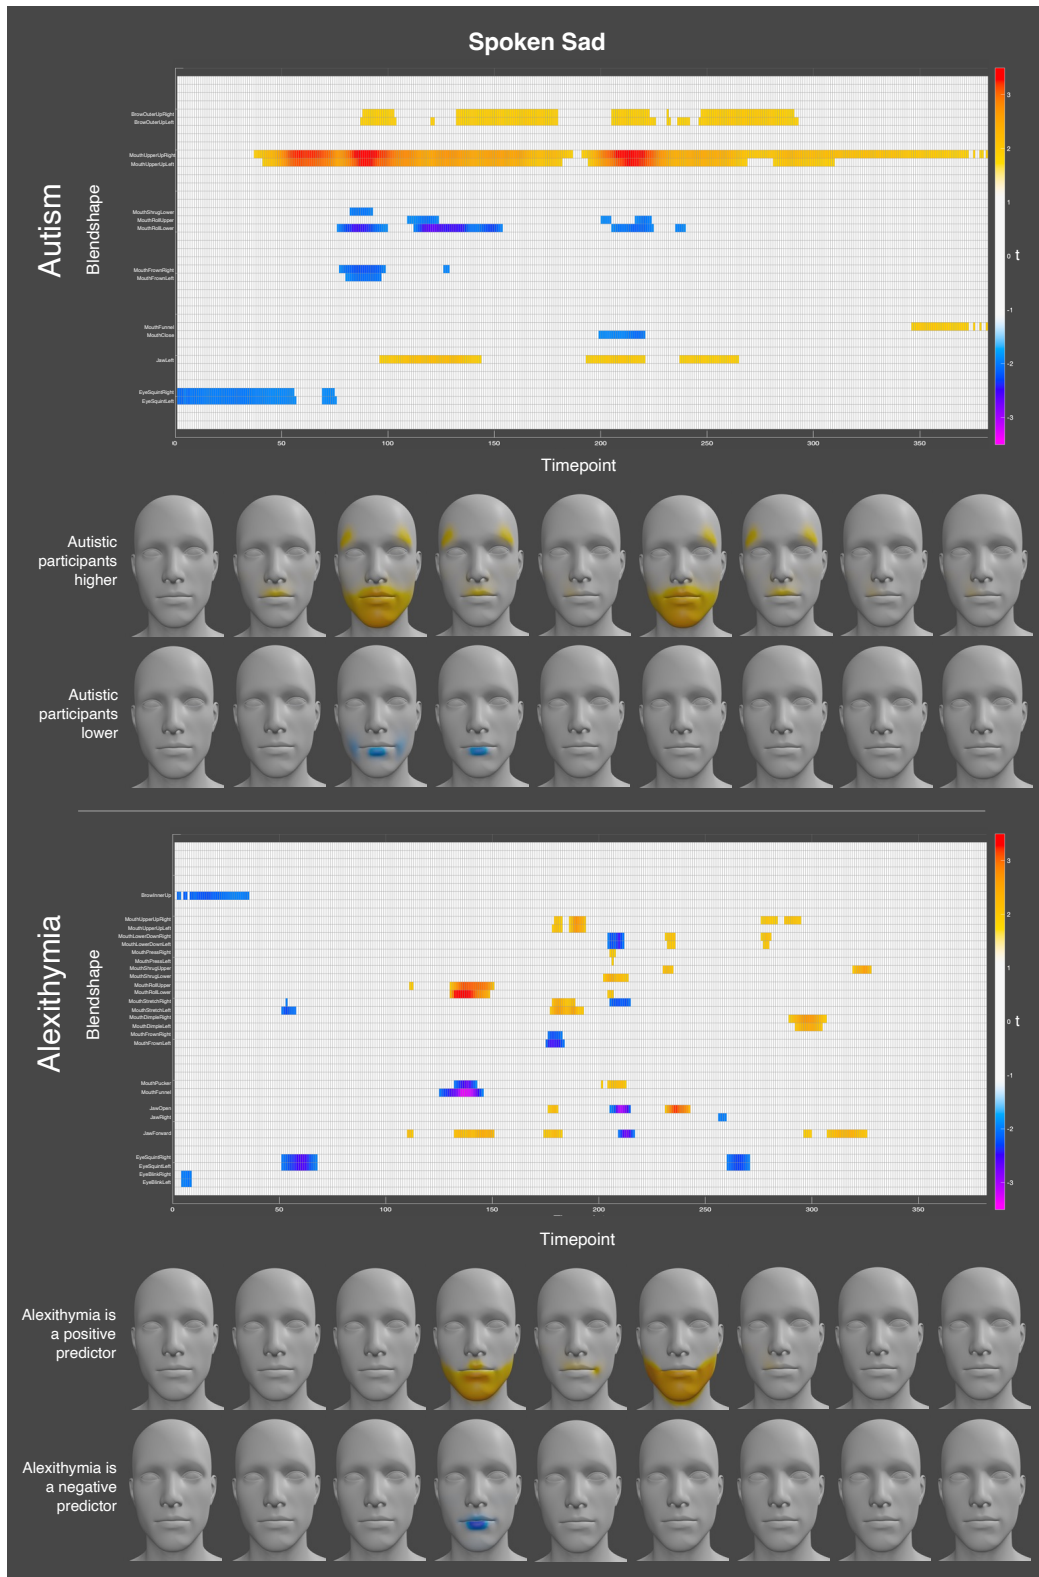 Spoken Sad
Autism
Blendshape
BrowOuterUpRight
BrowOuterUpLeft
MouthUpperUpRight
MouthUpperUpLeft
MouthShrugLower
MouthRollUpper
MouthRollLower
MouthFrownRight
MouthFrownLeft
MouthFunnel
MouthClose
JawLeft
EyeSquintRight
EyeSquintLeft
0 50 100 150 200 250 300 350
Timepoint
3
2
1
0 t
-1
-2
-3
Autistic
participants
higher
Autistic
participants
lower
Alexithymia
Blendshape
BrowInnerUp
MouthUpperUpRight
MouthUpperUpLeft
MouthLowerDownRight
MouthLowerDownLeft
MouthPressRight
MouthPressLeft
MouthShrugUpper
MouthShrugLower
MouthRollUpper
MouthRollLower
MouthStretchRight
MouthStretchLeft
MouthDimpleRight
MouthDimpleLeft
MouthFrownRight
MouthFrownLeft
MouthPucker
MouthFunnel
JawOpen
JawRight
JawForward
EyeSquintRight
EyeSquintLeft
EyeBlinkRight
EyeBlinkLeft
0 50 100 150 200 250 300 350
Timepoint
3
2
1
0 t
-1
-2
-3
Alexithymia is
a positive
predictor
Alexithymia is
a negative
predictor